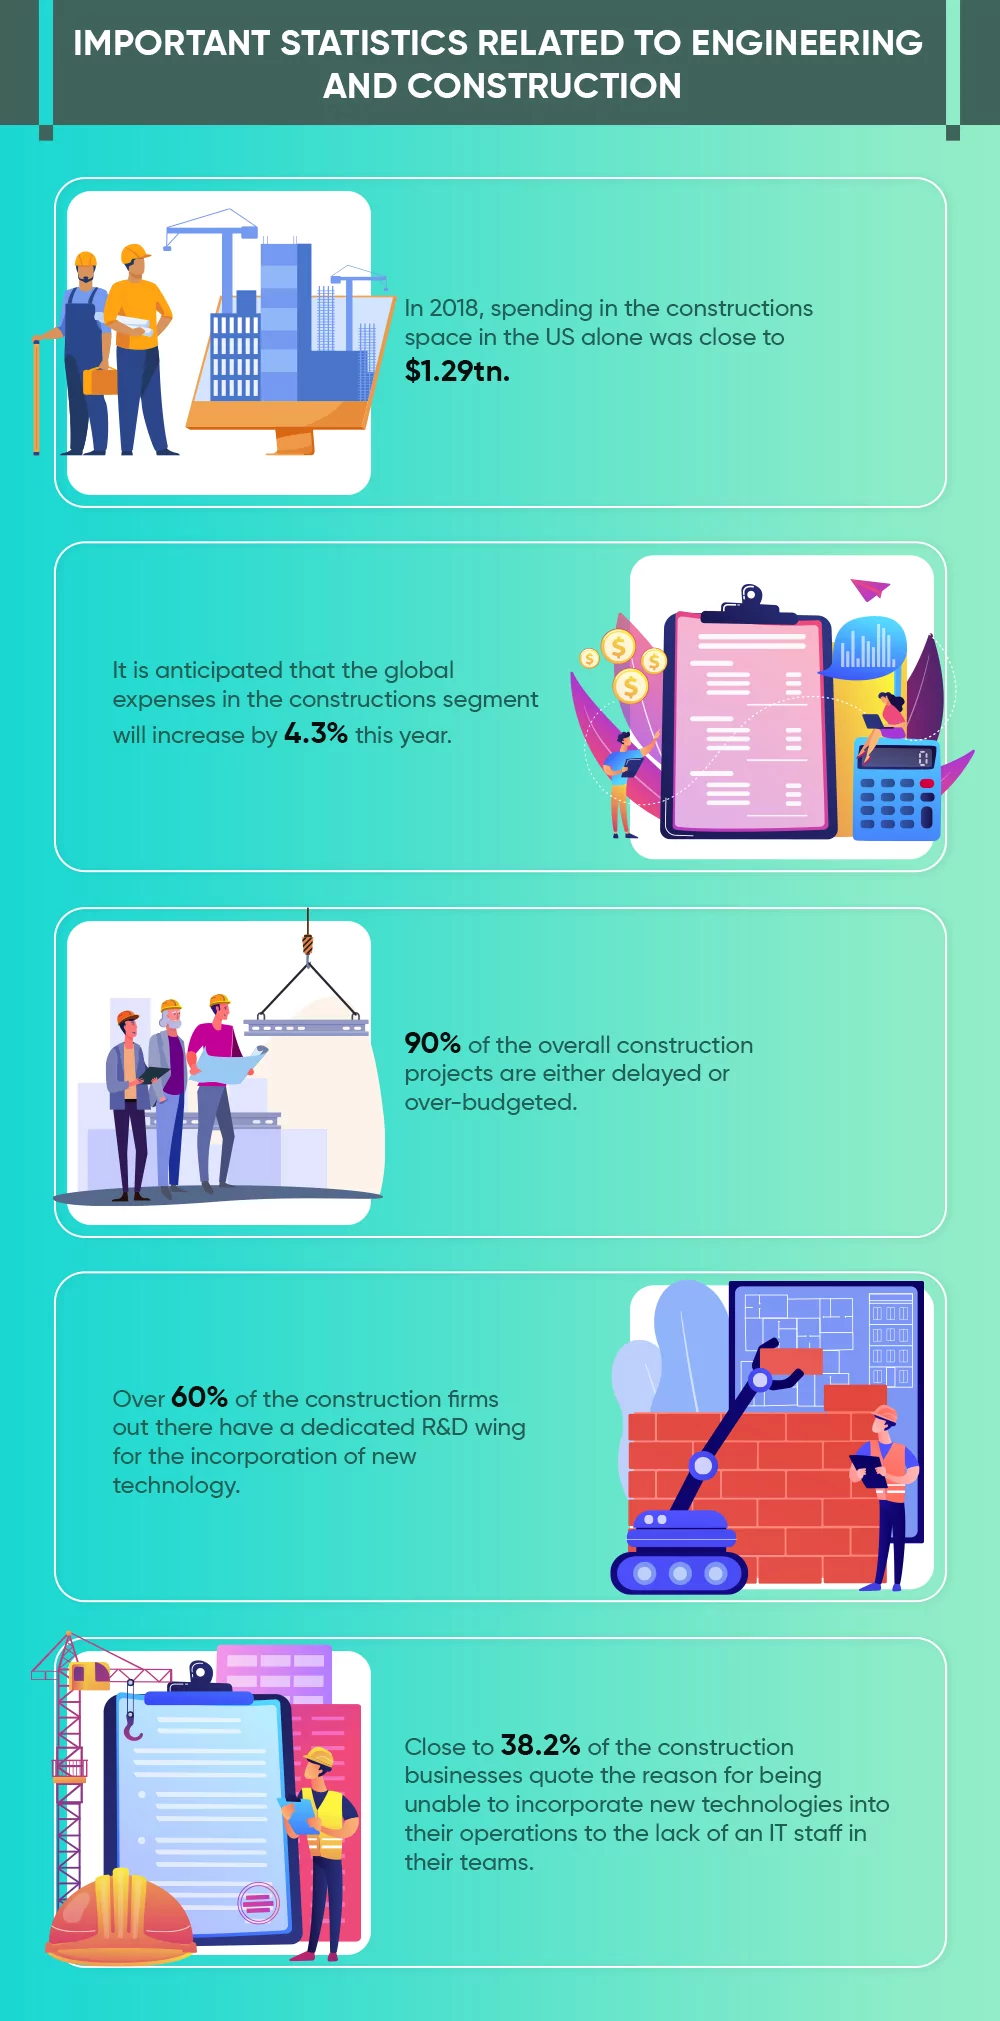 IMPORTANT STATISTICS RELATED TO ENGINEERING
AND CONSTRUCTION
In 2018, spending in the constructions
space in the US alone was close to
$1.29tn.
It is anticipated that the global
expenses in the constructions segment
will increase by 4.3% this year.
$
$
$
$
0
90% of the overall construction
projects are either delayed or
over-budgeted.
Over 60% of the construction firms
out there have a dedicated R&D wing
for the incorporation of new
technology.
Close to 38.2% of the construction
businesses quote the reason for being
unable to incorporate new technologies into
their operations to the lack of an IT staff in
their teams.